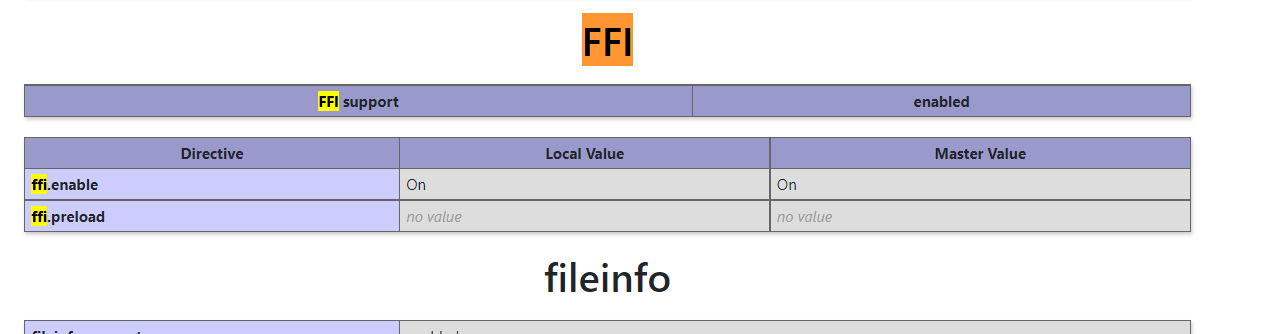 FFI
FFI support enabled
Directive Local Value Master Value
ffi.enable On On
ffi.preload no value no value
fileinfo